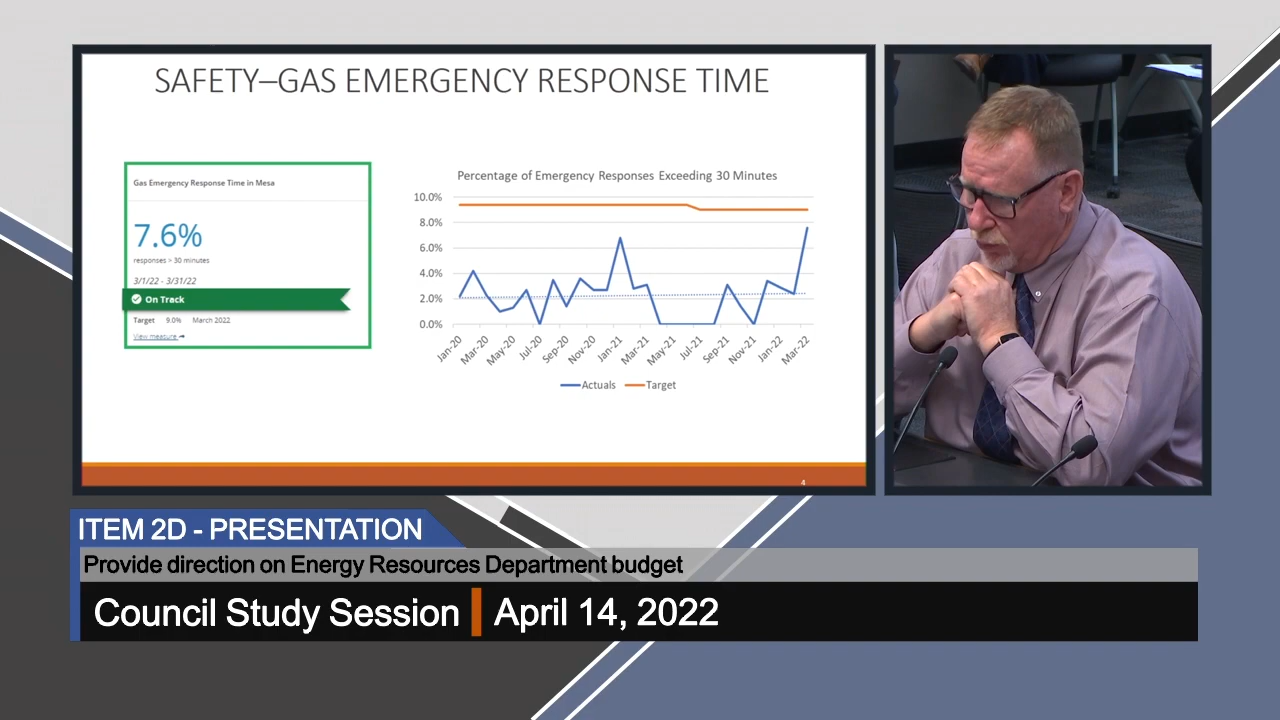 SAFETY–GAS EMERGENCY RESPONSE TIME
Gas Emergency Response Time in Mesa
7.6%
responses > 30 minutes
3/1/22 - 3/31/22
On Track
Target 9.0% March 2022
View measure
Percentage of Emergency Responses Exceeding 30 Minutes
10.0%
8.0%
6.0%
4.0%
2.0%
0.0%
Jan-20 Mar-20 May-20 Jul-20 Sep-20 Nov-20 Jan-21 Mar-21 May-21 Jul-21 Sep-21 Nov-21 Jan-22 Mar-22
Actuals Target
4
ITEM 2D - PRESENTATION
Provide direction on Energy Resources Department budget
Council Study Session April 14, 2022